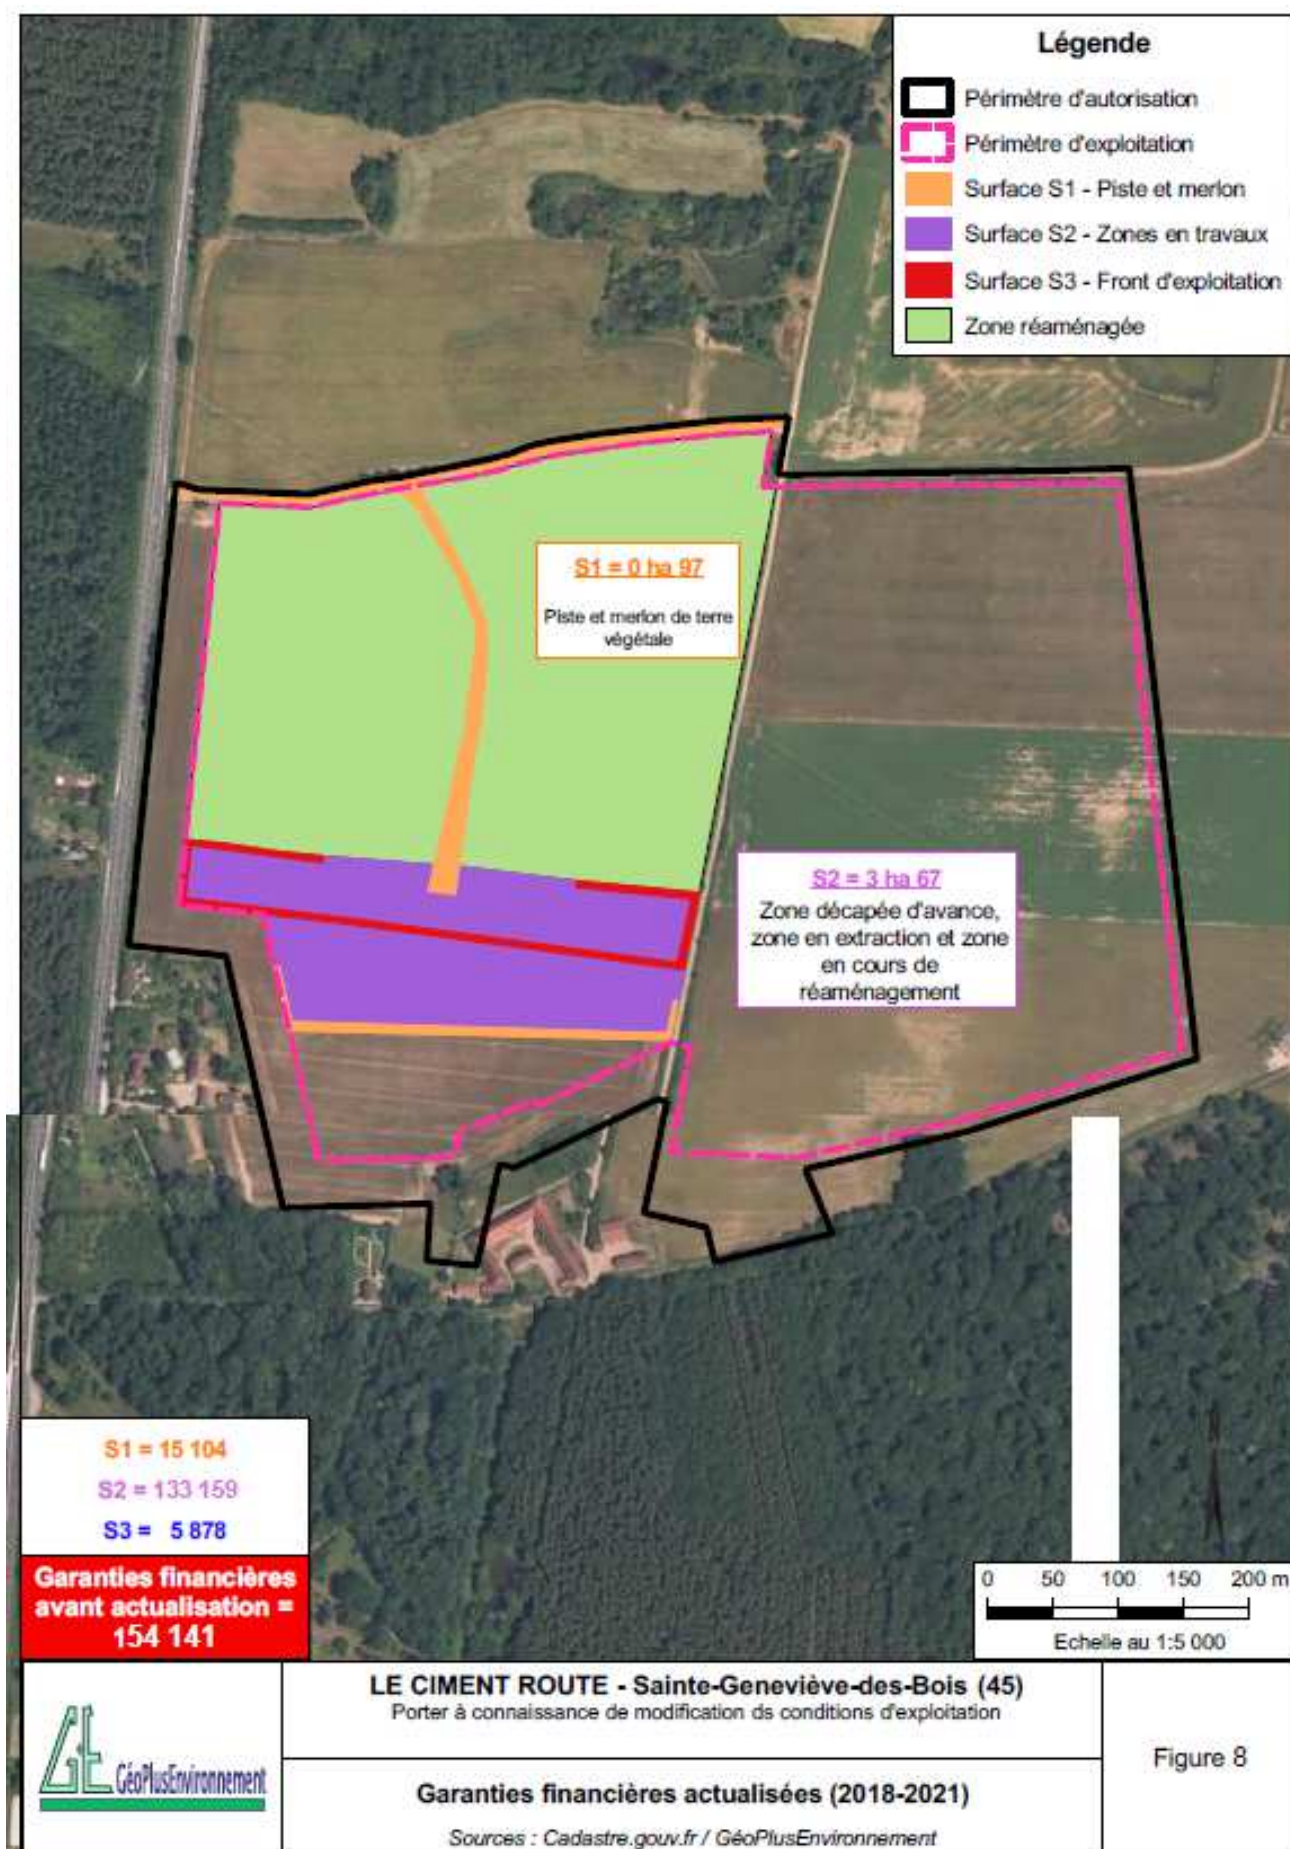 Légende
Périmètre d'autorisation
Périmètre d'exploitation
Surface S1 - Piste et merlon
Surface S2 - Zones en travaux
Surface S3 - Front d'exploitation
Zone réaménagée
S1 = 0 ha 97
Piste et merlon de terre
végétale
S2 = 3 ha 67
Zone décapée d'avance,
zone en extraction et zone
en cours de
réaménagement
S1 = 15 104
S2 = 133 159
S3 = 5 878
Garanties financières
avant actualisation =
154 141
0 50 100 150 200 m
Echelle au 1:5 000
LE CIMENT ROUTE - Sainte-Geneviève-des-Bois (45)
Porter à connaissance de modification ds conditions d'exploitation
GéoPlusEnvironnement
Garanties financières actualisées (2018-2021)
Sources : Cadastre.gouv.fr / GéoPlusEnvironnement
Figure 8